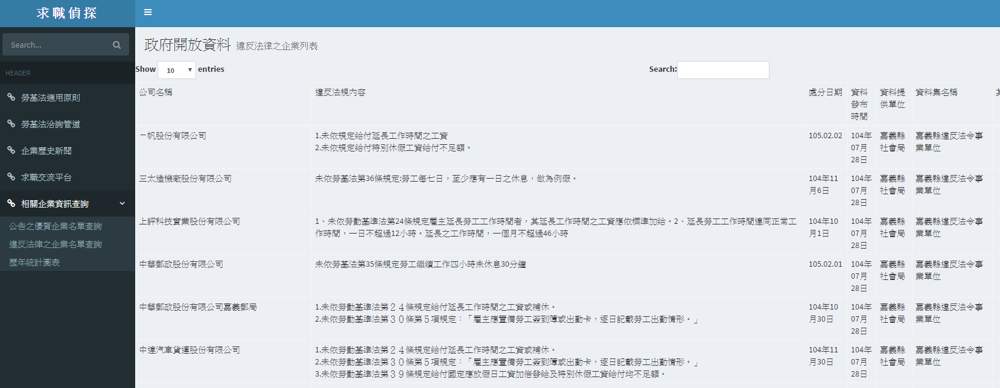 求職偵探
Search...
HEADER
勞基法適用原則
勞基法洽詢管道
企業歷史新聞
求職交流平台
相關企業資訊查詢
公告之優質企業名單查詢
違反法律之企業名單查詢
歷年統計圖表
政府開放資料 違反法律之企業列表
Show 10 entries
Search:
公司名稱
違反法規內容
處分日期
資料
發布
時間
資料提
供單位
資料集名稱
ㄧ帆股份有限公司
1.未依規定給付延長工作時間之工資
2.未依規定給付特別休假工資給付不足額。
105.02.02
104年
07月
28日
嘉義縣
社會局
嘉義縣違反法令事
業單位
三太造機廠股份有限公司
未依勞基法第36條規定:勞工每七日，至少應有一日之休息，做為例假。
104年11
月6日
104年
07月
28日
嘉義縣
社會局
嘉義縣違反法令事
業單位
上評科技實業股份有限公司
1、未依勞動基準法第24條規定雇主延長勞工工作時間者，其延長工作時間之工資應依標準加給。2、延長勞工工作時間違同正常工
作時間，一日不超過12小時。延長之工作時間，一個月不超過46小時
104年10
月1日
104年
07月
28日
嘉義縣
社會局
嘉義縣違反法令事
業單位
中華郵政股份有限公司
未依勞基法第35條規定勞工繼續工作四小時未休息30分鐘
105.02.01
104年
07月
28日
嘉義縣
社會局
嘉義縣違反法令事
業單位
中華郵政股份有限公司嘉義郵局
1.未依勞動基準法第２４條規定給付延長工作時間之工資或補休。
2.未依勞動基準法第３０條第５項規定：「雇主應置備勞工簽到簿或出勤卡，逐日記載勞工出勤情形。」
104年10
月30日
104年
07月
28日
嘉義縣
社會局
嘉義縣違反法令事
業單位
中連汽車貨運股份有限公司
1.未依勞動基準法第２４條規定給付延長工作時間之工資或補休。
2.未依勞動基準法第３０條第５項規定：「雇主應置備勞工簽到簿或出勤卡，逐日記載勞工出勤情形。」
3.未依勞動基準法第３９條規定給付國定應放假日工資加倍發給及特別休假工資給付均不足額。
104年11
月30日
104年
07月
28日
嘉義縣
社會局
嘉義縣違反法令事
業單位